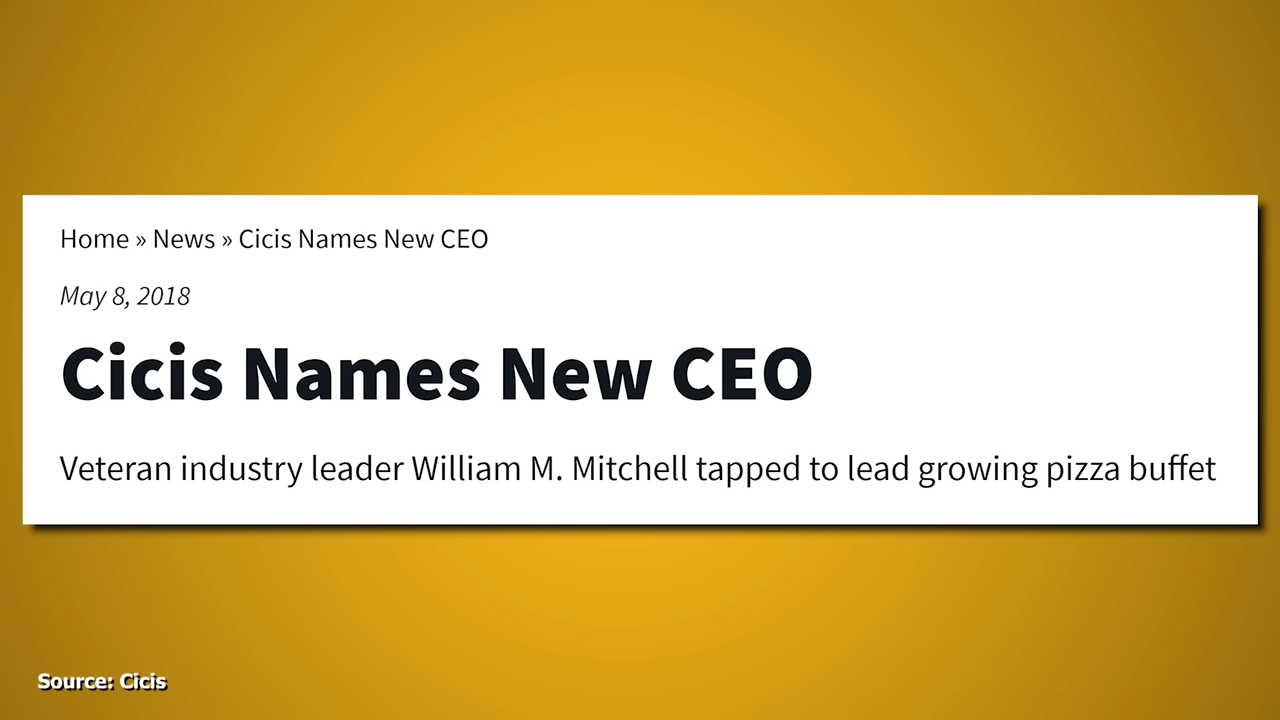 Home » News » Cicis Names New CEO
May 8, 2018
Cicis Names New CEO
Veteran industry leader William M. Mitchell tapped to lead growing pizza buffet
Source: Cicis